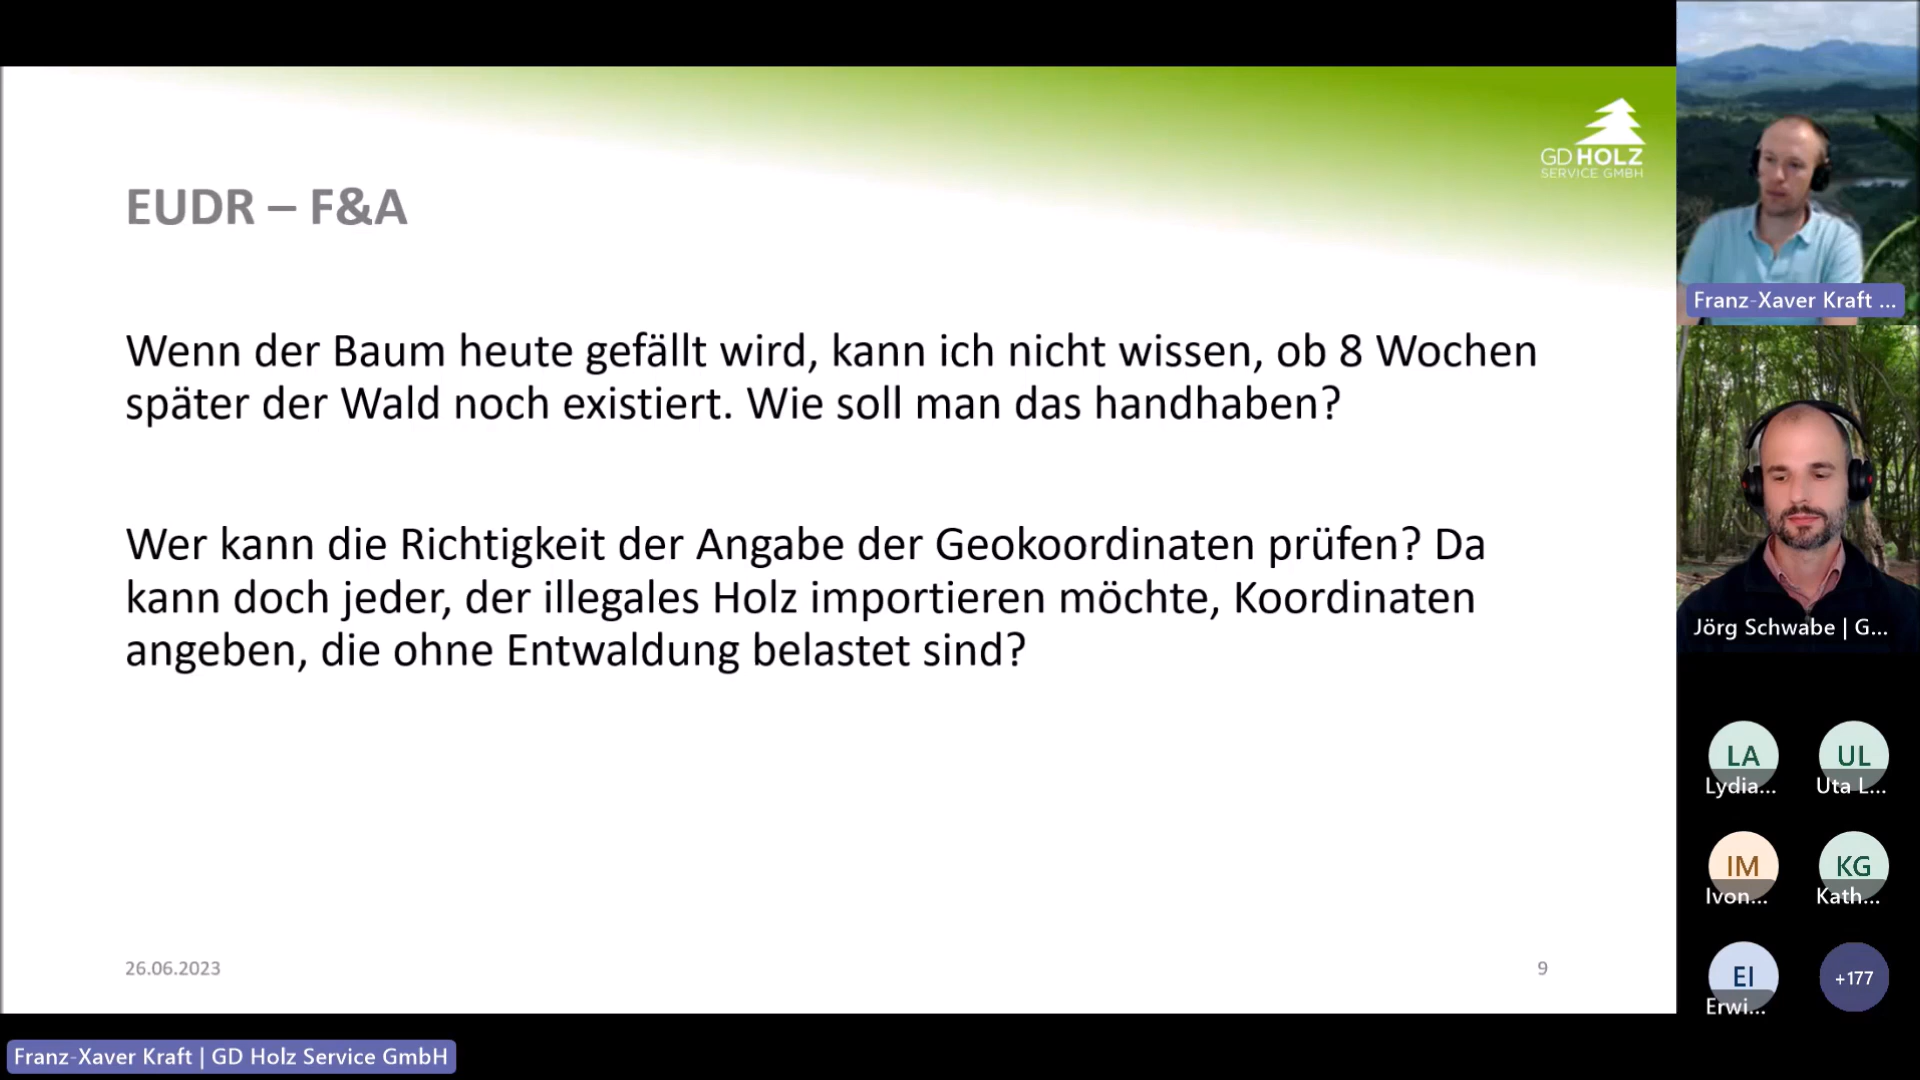 GD HOLZ
SERVICE GMBH
EUDR – F&A
Wenn der Baum heute gefällt wird, kann ich nicht wissen, ob 8 Wochen
später der Wald noch existiert. Wie soll man das handhaben?
Wer kann die Richtigkeit der Angabe der Geokoordinaten prüfen? Da
kann doch jeder, der illegales Holz importieren möchte, Koordinaten
angeben, die ohne Entwaldung belastet sind?
26.06.2023
9
Franz-Xaver Kraft ...
Jörg Schwabe | G...
LA
UL
Lydia...
Uta L...
IM
KG
Ivon...
Kath...
EI
+177
Erwi...
Franz-Xaver Kraft | GD Holz Service GmbH